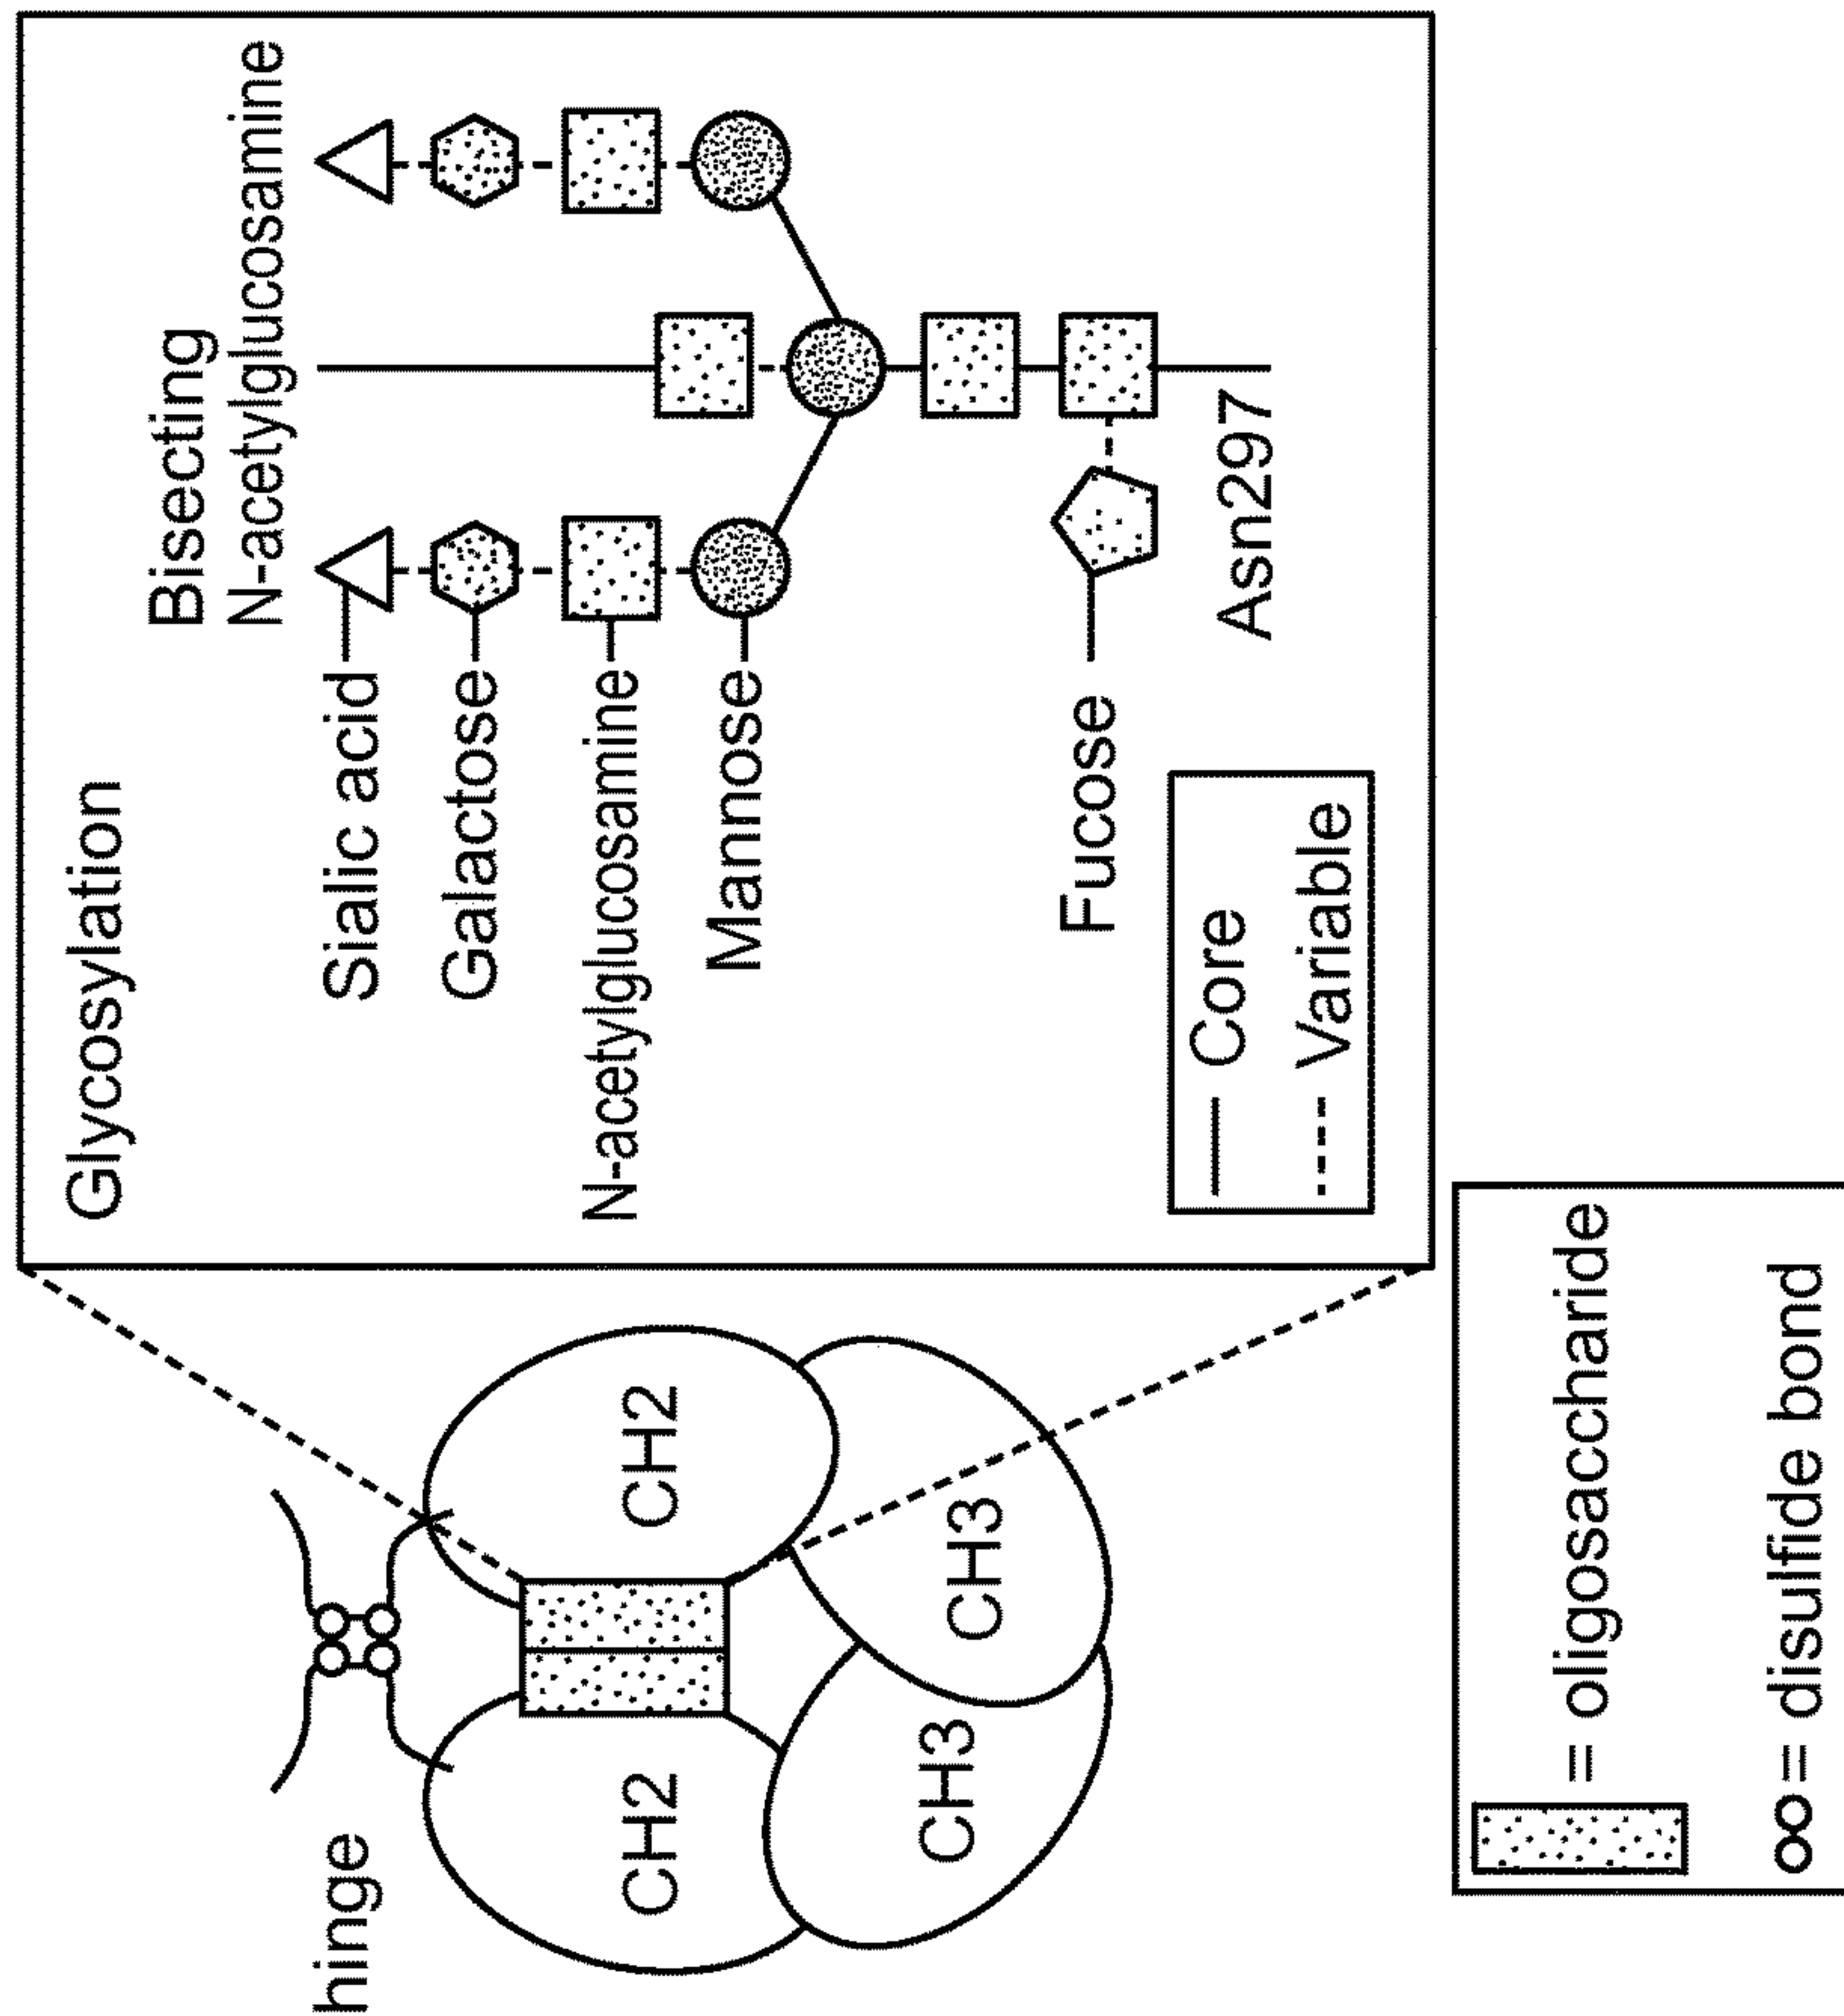 hinge
CH2
CH2
CH3
CH3
Glycosylation
Bisecting
N-acetylglucosamine
Sialic acid
Galactose
N-acetylglucosamine
Mannose
Fucose
Asn297
Core
Variable
= oligosaccharide
= disulfide bond